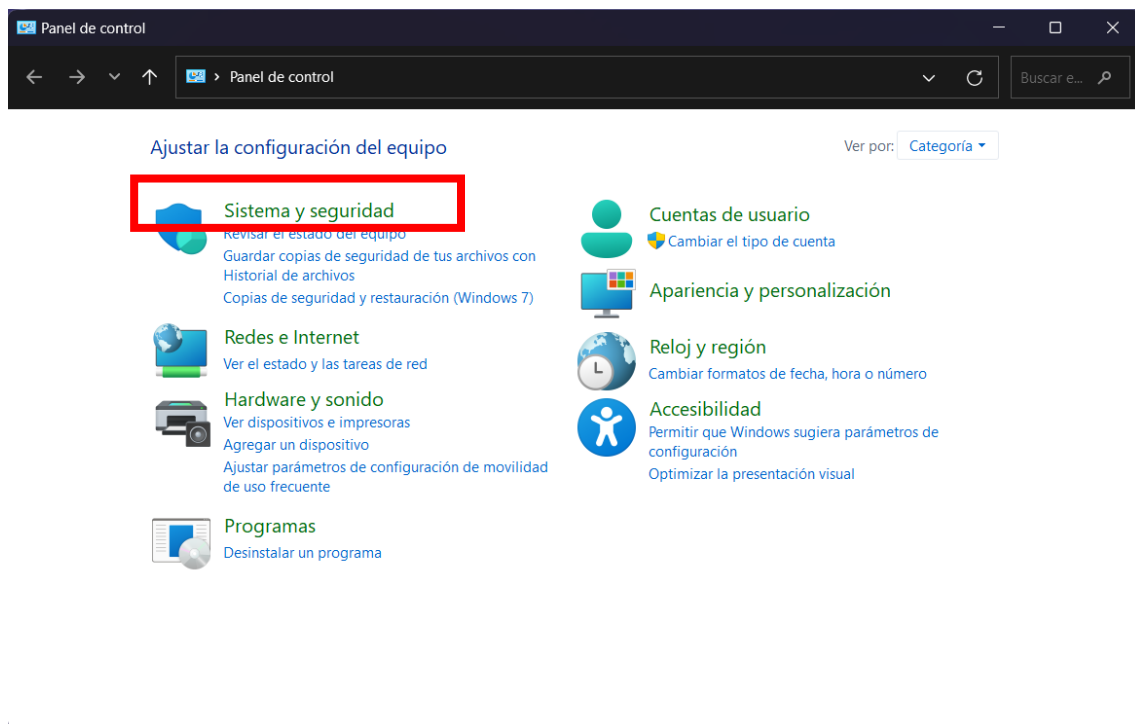 Panel de control
Panel de control
Buscar e...
Ajustar la configuración del equipo
Ver por: Categoría
Sistema y seguridad
Revisar el estado del equipo
Guardar copias de seguridad de tus archivos con
Historial de archivos
Copias de seguridad y restauración (Windows 7)
Redes e Internet
Ver el estado y las tareas de red
Hardware y sonido
Ver dispositivos e impresoras
Agregar un dispositivo
Ajustar parámetros de configuración de movilidad
de uso frecuente
Programas
Desinstalar un programa
Cuentas de usuario
Cambiar el tipo de cuenta
Apariencia y personalización
Reloj y región
Cambiar formatos de fecha, hora o número
Accesibilidad
Permitir que Windows sugiera parámetros de
configuración
Optimizar la presentación visual